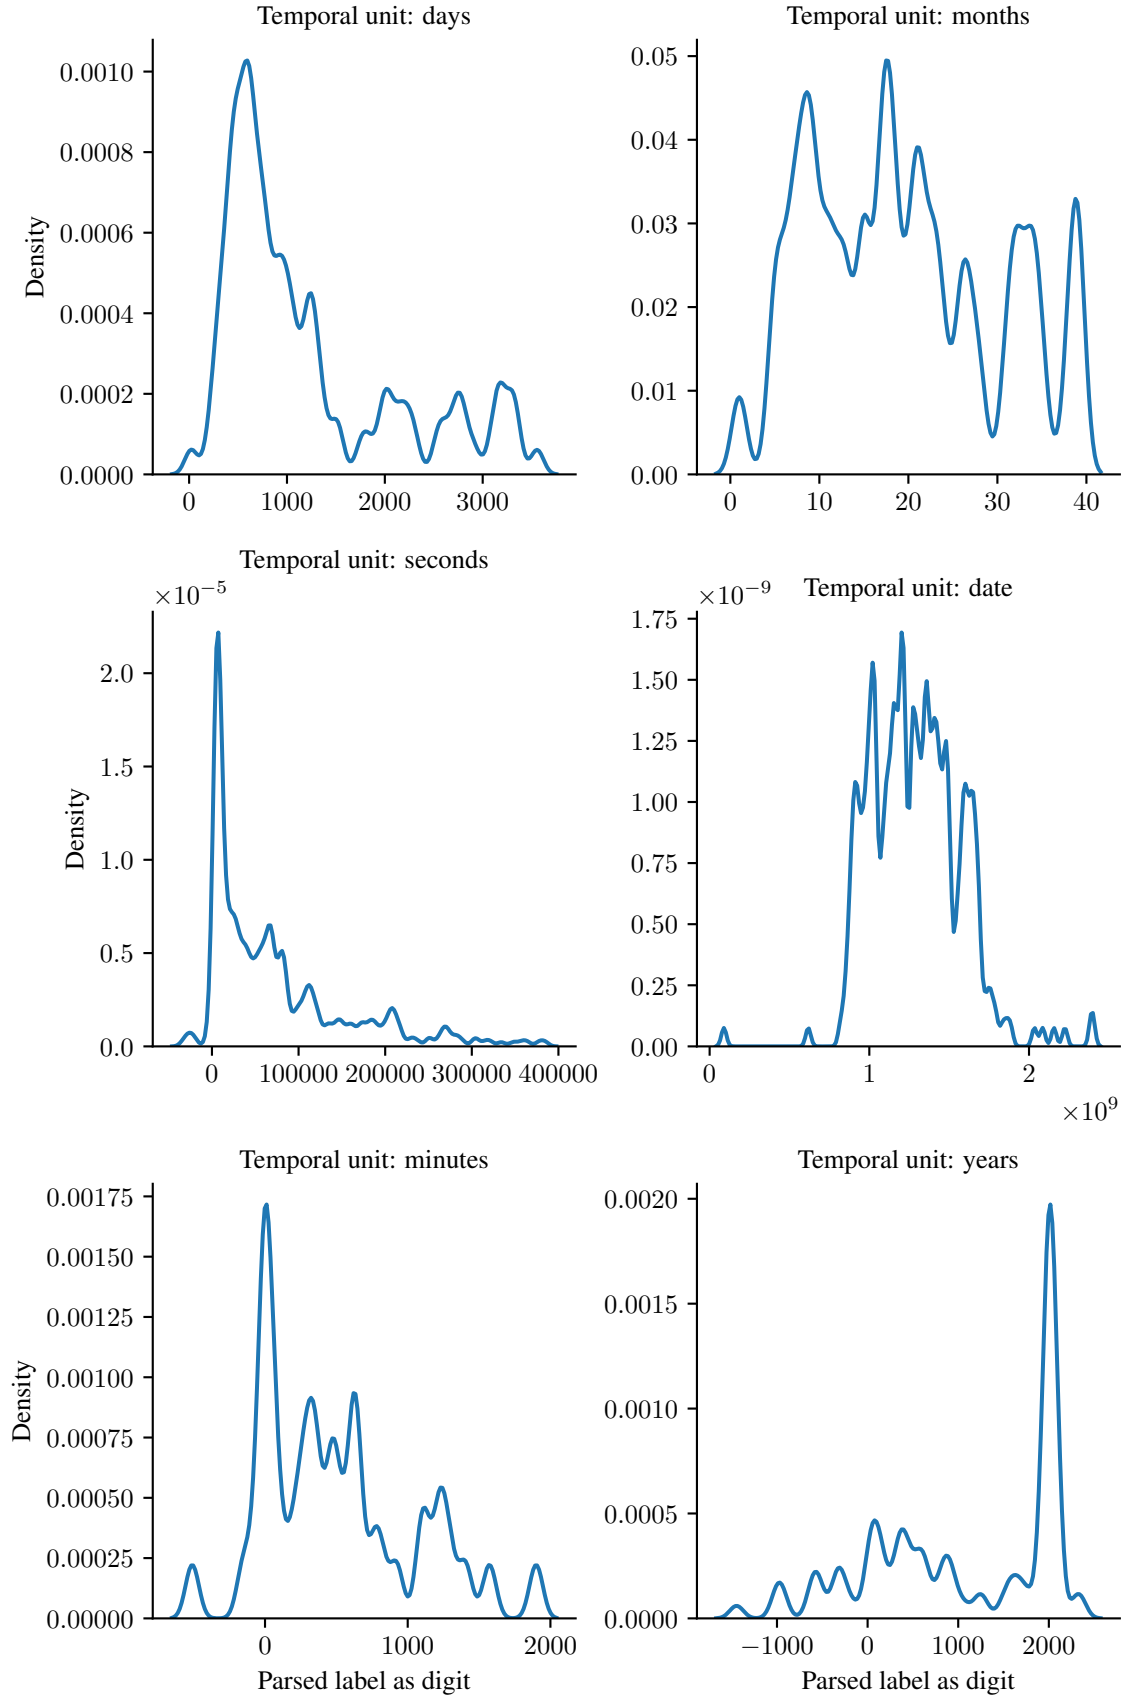 Temporal unit: days
0.0010
0.0008
0.0006
0.0004
0.0002
0.0000
Density
0 1000 2000 3000
Temporal unit: months
0.05
0.04
0.03
0.02
0.01
0.00
0 10 20 30 40
Temporal unit: seconds
×10⁻⁵
2.0
1.5
1.0
0.5
0.0
Density
0 100000 200000 300000 400000
Temporal unit: date
×10⁻⁹
1.75
1.50
1.25
1.00
0.75
0.50
0.25
0.00
0 1 2
×10⁹
Temporal unit: minutes
0.00175
0.00150
0.00125
0.00100
0.00075
0.00050
0.00025
0.00000
Density
0 1000 2000
Parsed label as digit
Temporal unit: years
0.0020
0.0015
0.0010
0.0005
0.0000
−1000 0 1000 2000
Parsed label as digit